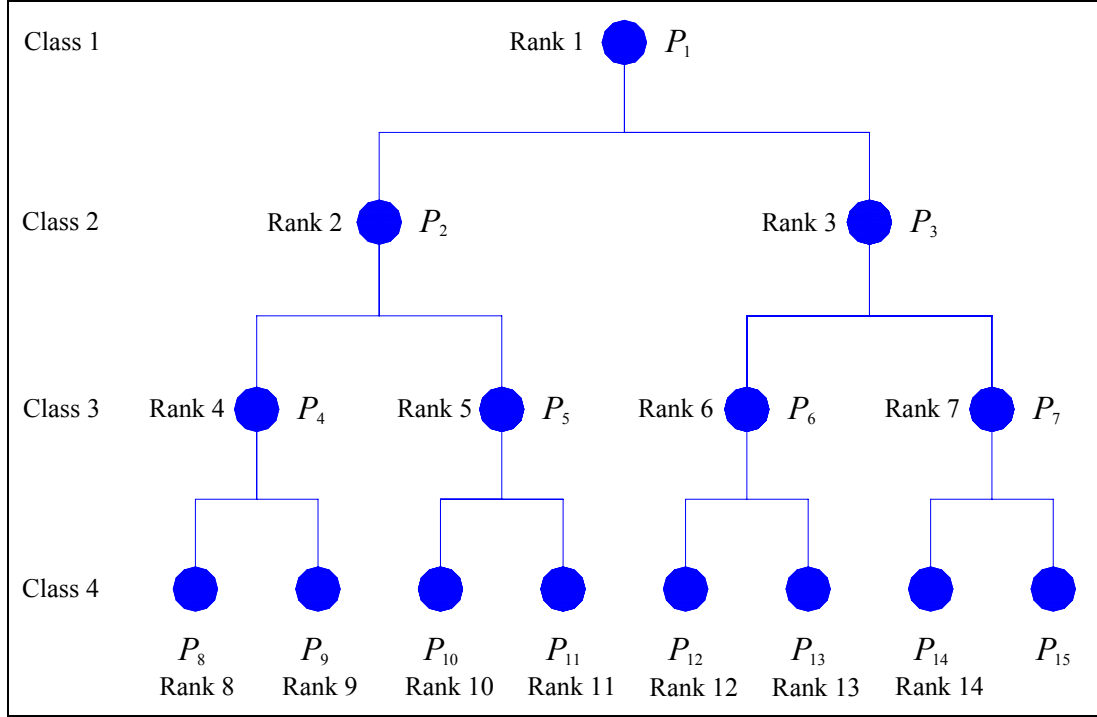 Class 1 Rank 1 P₁
Class 2 Rank 2 P₂ Rank 3 P₃
Class 3 Rank 4 P₄ Rank 5 P₅ Rank 6 P₆ Rank 7 P₇
Class 4
P₈ P₉ P₁₀ P₁₁ P₁₂ P₁₃ P₁₄ P₁₅
Rank 8 Rank 9 Rank 10 Rank 11 Rank 12 Rank 13 Rank 14